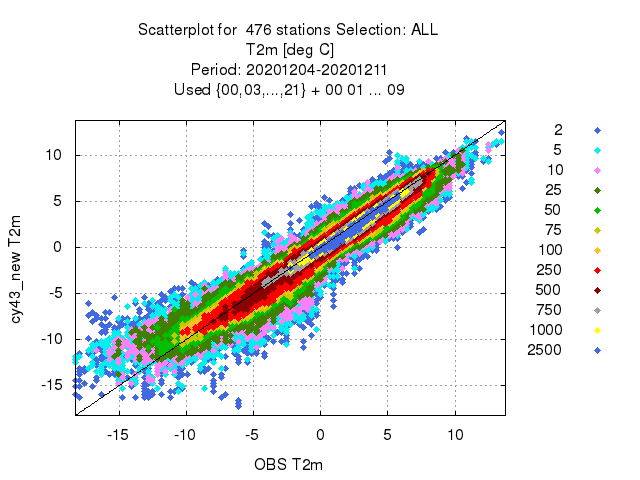 Scatterplot for 476 stations Selection: ALL
T2m [deg C]
Period: 20201204-20201211
Used {00,03,...,21} + 00 01 ... 09
10
5
0
-5
-10
-15
cy43_new T2m
-15 -10 -5 0 5 10
OBS T2m
2
5
10
25
50
75
100
250
500
750
1000
2500